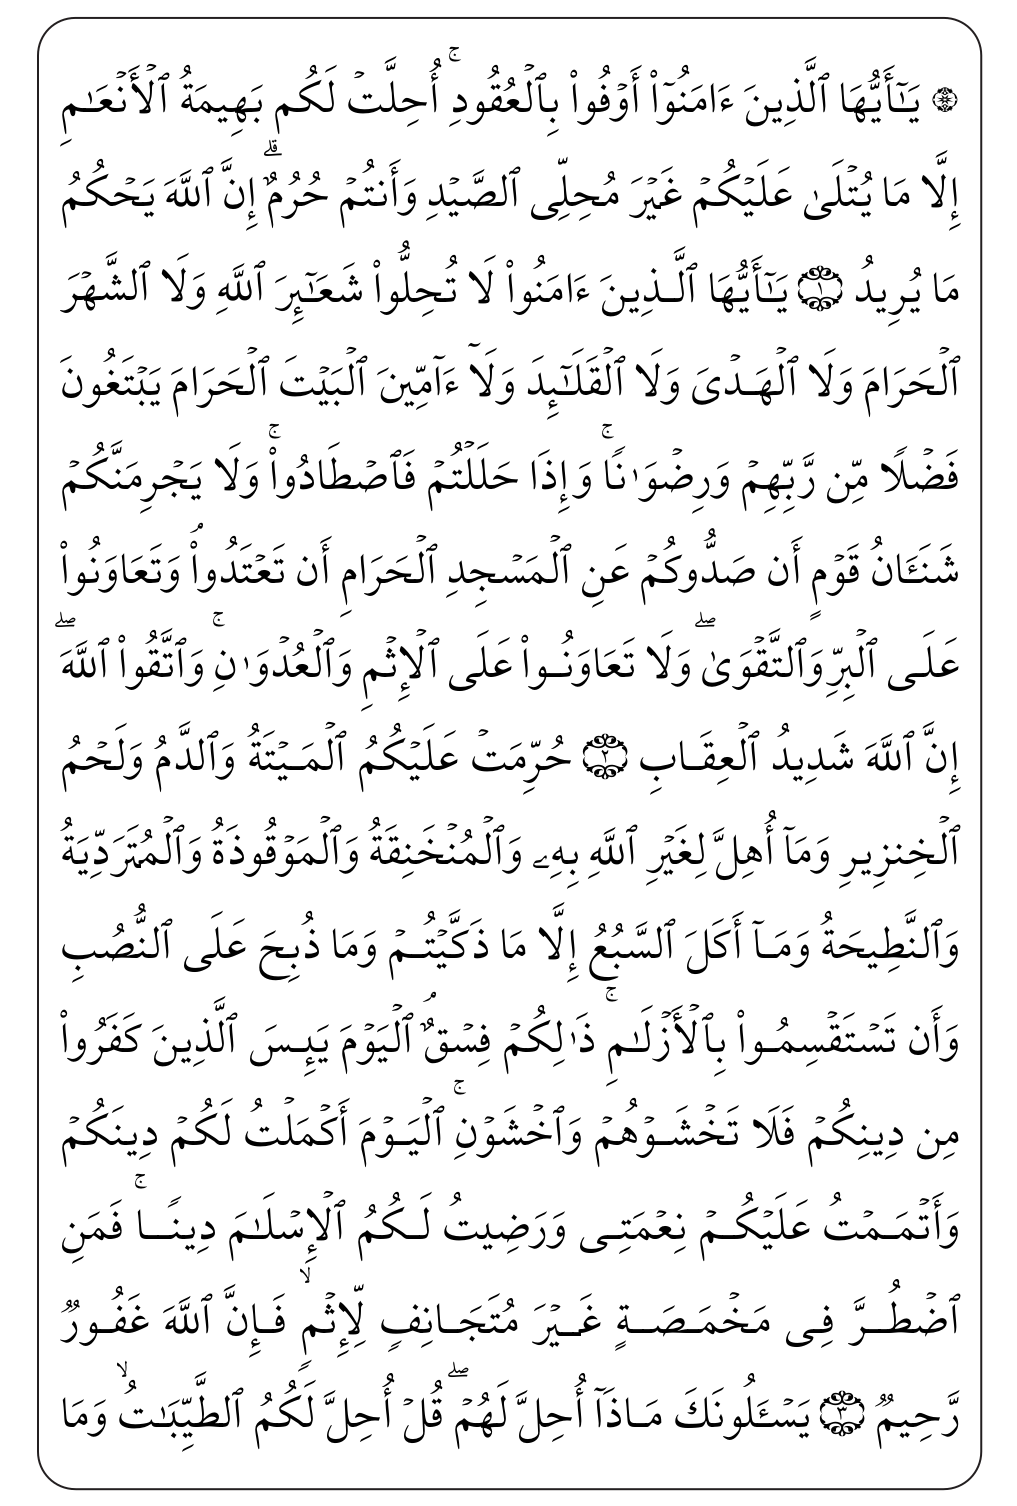 ۞ يَٰٓأَيُّهَا ٱلَّذِينَ ءَامَنُوٓاْ أَوۡفُواْ بِٱلۡعُقُودِۚ أُحِلَّتۡ لَكُم بَهِيمَةُ ٱلۡأَنۡعَٰمِ
إِلَّا مَا يُتۡلَىٰ عَلَيۡكُمۡ غَيۡرَ مُحِلِّي ٱلصَّيۡدِ وَأَنتُمۡ حُرُمٌۗ إِنَّ ٱللَّهَ يَحۡكُمُ
مَا يُرِيدُ ١ يَٰٓأَيُّهَا ٱلَّذِينَ ءَامَنُواْ لَا تُحِلُّواْ شَعَٰٓئِرَ ٱللَّهِ وَلَا ٱلشَّهۡرَ
ٱلۡحَرَامَ وَلَا ٱلۡهَدۡيَ وَلَا ٱلۡقَلَٰٓئِدَ وَلَآ ءَآمِّينَ ٱلۡبَيۡتَ ٱلۡحَرَامَ يَبۡتَغُونَ
فَضۡلٗا مِّن رَّبِّهِمۡ وَرِضۡوَٰنٗاۚ وَإِذَا حَلَلۡتُمۡ فَٱصۡطَادُواْۚ وَلَا يَجۡرِمَنَّكُمۡ
شَنَـَٔانُ قَوۡمٍ أَن صَدُّوكُمۡ عَنِ ٱلۡمَسۡجِدِ ٱلۡحَرَامِ أَن تَعۡتَدُواْۘ وَتَعَاوَنُواْ
عَلَى ٱلۡبِرِّ وَٱلتَّقۡوَىٰۖ وَلَا تَعَاوَنُواْ عَلَى ٱلۡإِثۡمِ وَٱلۡعُدۡوَٰنِۚ وَٱتَّقُواْ ٱللَّهَۖ
إِنَّ ٱللَّهَ شَدِيدُ ٱلۡعِقَابِ ٢ حُرِّمَتۡ عَلَيۡكُمُ ٱلۡمَيۡتَةُ وَٱلدَّمُ وَلَحۡمُ
ٱلۡخِنزِيرِ وَمَآ أُهِلَّ لِغَيۡرِ ٱللَّهِ بِهِۦ وَٱلۡمُنۡخَنِقَةُ وَٱلۡمَوۡقُوذَةُ وَٱلۡمُتَرَدِّيَةُ
وَٱلنَّطِيحَةُ وَمَآ أَكَلَ ٱلسَّبُعُ إِلَّا مَا ذَكَّيۡتُمۡ وَمَا ذُبِحَ عَلَى ٱلنُّصُبِ
وَأَن تَسۡتَقۡسِمُواْ بِٱلۡأَزۡلَٰمِۚ ذَٰلِكُمۡ فِسۡقٌۘ ٱلۡيَوۡمَ يَئِسَ ٱلَّذِينَ كَفَرُواْ
مِن دِينِكُمۡ فَلَا تَخۡشَوۡهُمۡ وَٱخۡشَوۡنِۚ ٱلۡيَوۡمَ أَكۡمَلۡتُ لَكُمۡ دِينَكُمۡ
وَأَتۡمَمۡتُ عَلَيۡكُمۡ نِعۡمَتِي وَرَضِيتُ لَكُمُ ٱلۡإِسۡلَٰمَ دِينٗاۚ فَمَنِ
ٱضۡطُرَّ فِي مَخۡمَصَةٍ غَيۡرَ مُتَجَانِفٖ لِّإِثۡمٖۙ فَإِنَّ ٱللَّهَ غَفُورٞ
رَّحِيمٞ ٣ يَسۡـَٔلُونَكَ مَاذَآ أُحِلَّ لَهُمۡۖ قُلۡ أُحِلَّ لَكُمُ ٱلطَّيِّبَٰتُۙ وَمَا